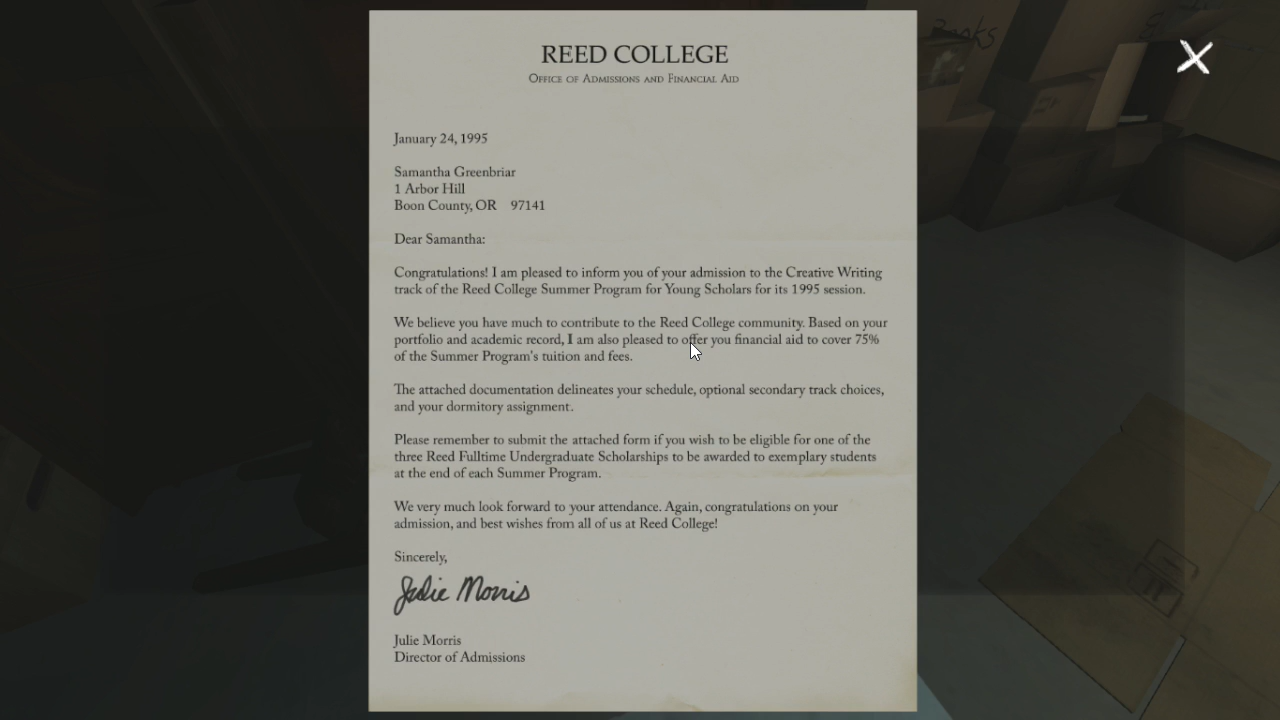 REED COLLEGE
Office of Admissions and Financial Aid
January 24, 1995
Samantha Greenbriar
1 Arbor Hill
Boon County, OR 97141
Dear Samantha:
Congratulations! I am pleased to inform you of your admission to the Creative Writing
track of the Reed College Summer Program for Young Scholars for its 1995 session.
We believe you have much to contribute to the Reed College community. Based on your
portfolio and academic record, I am also pleased to offer you financial aid to cover 75%
of the Summer Program's tuition and fees.
The attached documentation delineates your schedule, optional secondary track choices,
and your dormitory assignment.
Please remember to submit the attached form if you wish to be eligible for one of the
three Reed Fulltime Undergraduate Scholarships to be awarded to exemplary students
at the end of each Summer Program.
We very much look forward to your attendance. Again, congratulations on your
admission, and best wishes from all of us at Reed College!
Sincerely,
Julie Morris
Julie Morris
Director of Admissions